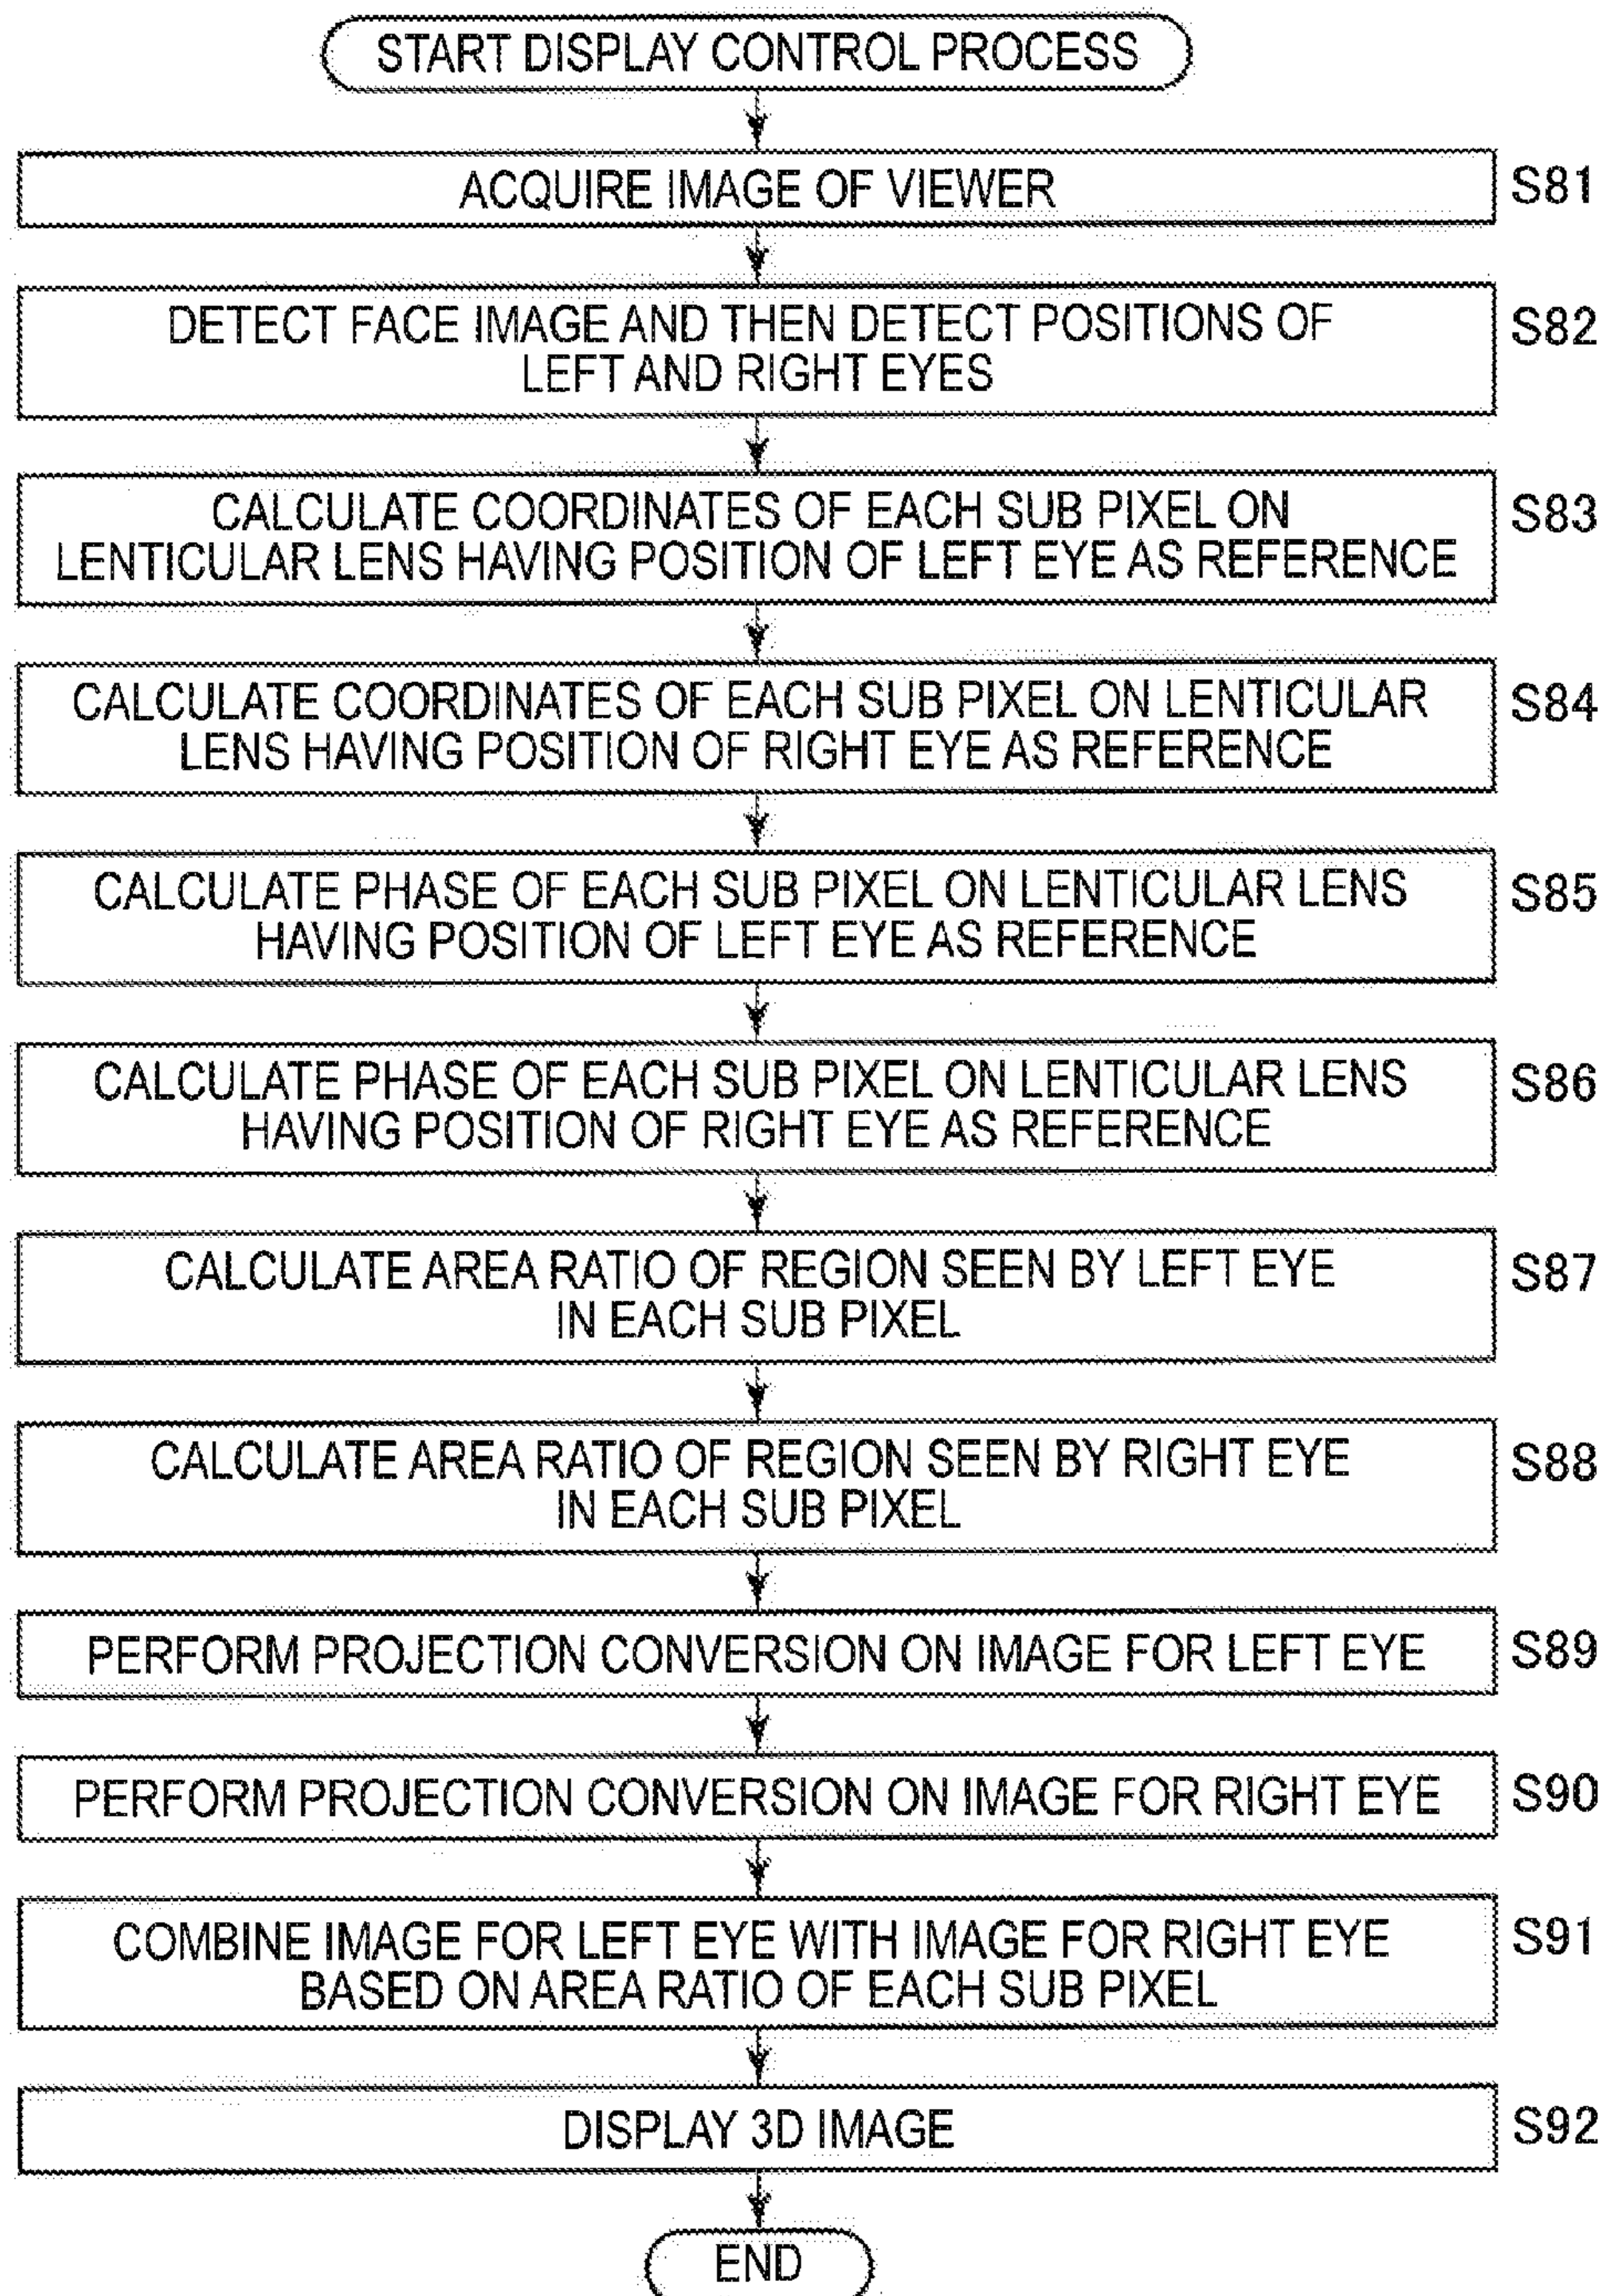 START DISPLAY CONTROL PROCESS
ACQUIRE IMAGE OF VIEWER
S81
DETECT FACE IMAGE AND THEN DETECT POSITIONS OF
LEFT AND RIGHT EYES
S82
CALCULATE COORDINATES OF EACH SUB PIXEL ON
LENTICULAR LENS HAVING POSITION OF LEFT EYE AS REFERENCE
S83
CALCULATE COORDINATES OF EACH SUB PIXEL ON LENTICULAR
LENS HAVING POSITION OF RIGHT EYE AS REFERENCE
S84
CALCULATE PHASE OF EACH SUB PIXEL ON LENTICULAR LENS
HAVING POSITION OF LEFT EYE AS REFERENCE
S85
CALCULATE PHASE OF EACH SUB PIXEL ON LENTICULAR LENS
HAVING POSITION OF RIGHT EYE AS REFERENCE
S86
CALCULATE AREA RATIO OF REGION SEEN BY LEFT EYE
IN EACH SUB PIXEL
S87
CALCULATE AREA RATIO OF REGION SEEN BY RIGHT EYE
IN EACH SUB PIXEL
S88
PERFORM PROJECTION CONVERSION ON IMAGE FOR LEFT EYE
S89
PERFORM PROJECTION CONVERSION ON IMAGE FOR RIGHT EYE
S90
COMBINE IMAGE FOR LEFT EYE WITH IMAGE FOR RIGHT EYE
BASED ON AREA RATIO OF EACH SUB PIXEL
S91
DISPLAY 3D IMAGE
S92
END